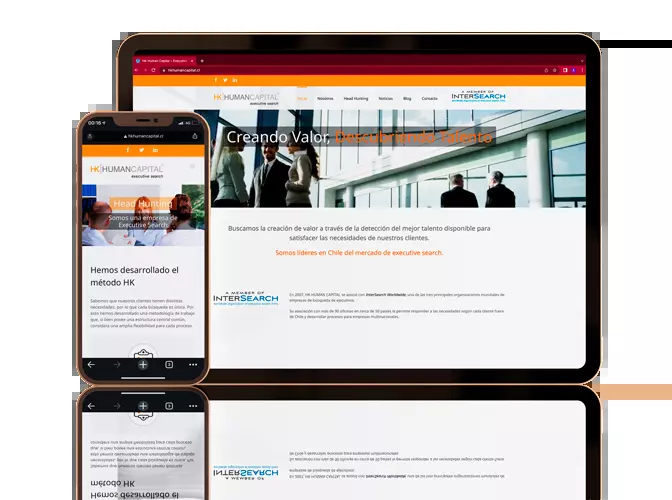 HK Human Capital – Executiv
hkhumancapital.cl
HK HUMANCAPITAL
executive search
Inicio Nosotros Head Hunting Noticias Blog Contacto
A MEMBER OF
INTERSEARCH
Creando Valor, Descubriendo Talento
Buscamos la creación de valor a través de la detección del mejor talento disponible para
satisfacer las necesidades de nuestros clientes.
Somos líderes en Chile del mercado de executive search.
A MEMBER OF
INTERSEARCH
En 2007, HK HUMAN CAPITAL se asoció con InterSearch Worldwide, una de las tres principales organizaciones mundiales de
empresas de búsqueda de ejecutivos.
Su asociación con más de 90 oficinas en cerca de 50 países le permite responder a las necesidades según cada cliente fuera
de Chile y desarrollar procesos para empresas multinacionales.
00:16
hkhumancapital.cl
HK HUMANCAPITAL
executive search
Head Hunting
Somos una empresa de
Executive Search.
Hemos desarrollado el
método HK
Sabemos que nuestros clientes tienen distintas
necesidades, por lo que cada búsqueda es única. Por
esto hemos desarrollado una metodología de trabajo
que, si bien posee una estructura central común,
considera una amplia flexibilidad para cada proceso.